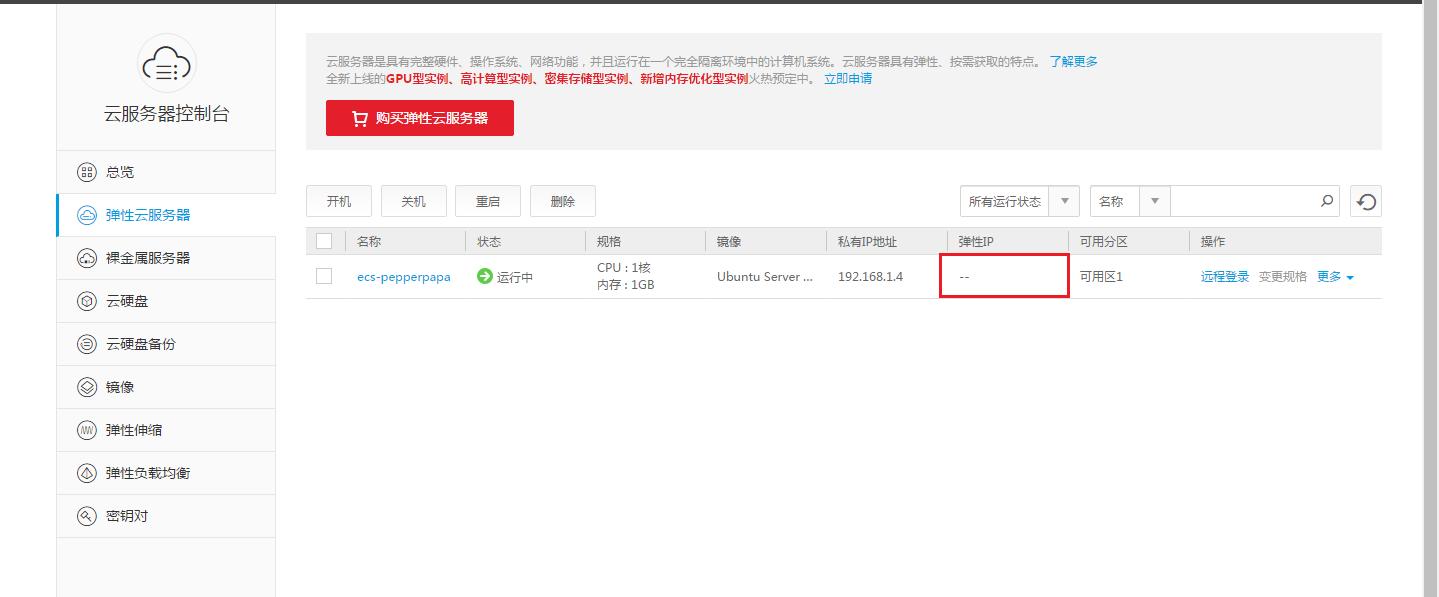 云服务器控制台
总览
弹性云服务器
裸金属服务器
云硬盘
云硬盘备份
镜像
弹性伸缩
弹性负载均衡
密钥对
云服务器是具有完整硬件、操作系统、网络功能，并且运行在一个完全隔离环境中的计算机系统。云服务器具有弹性、按需获取的特点。 了解更多
全新上线的GPU型实例、高计算型实例、密集存储型实例、新增内存优化型实例火热预定中。 立即申请
购买弹性云服务器
开机 关机 重启 删除 所有运行状态 名称
名称 状态 规格 镜像 私有IP地址 弹性IP 可用分区 操作
ecs-pepperpapa 运行中 CPU : 1核 Ubuntu Server ... 192.168.1.4 -- 可用区1 远程登录 变更规格 更多
内存 : 1GB